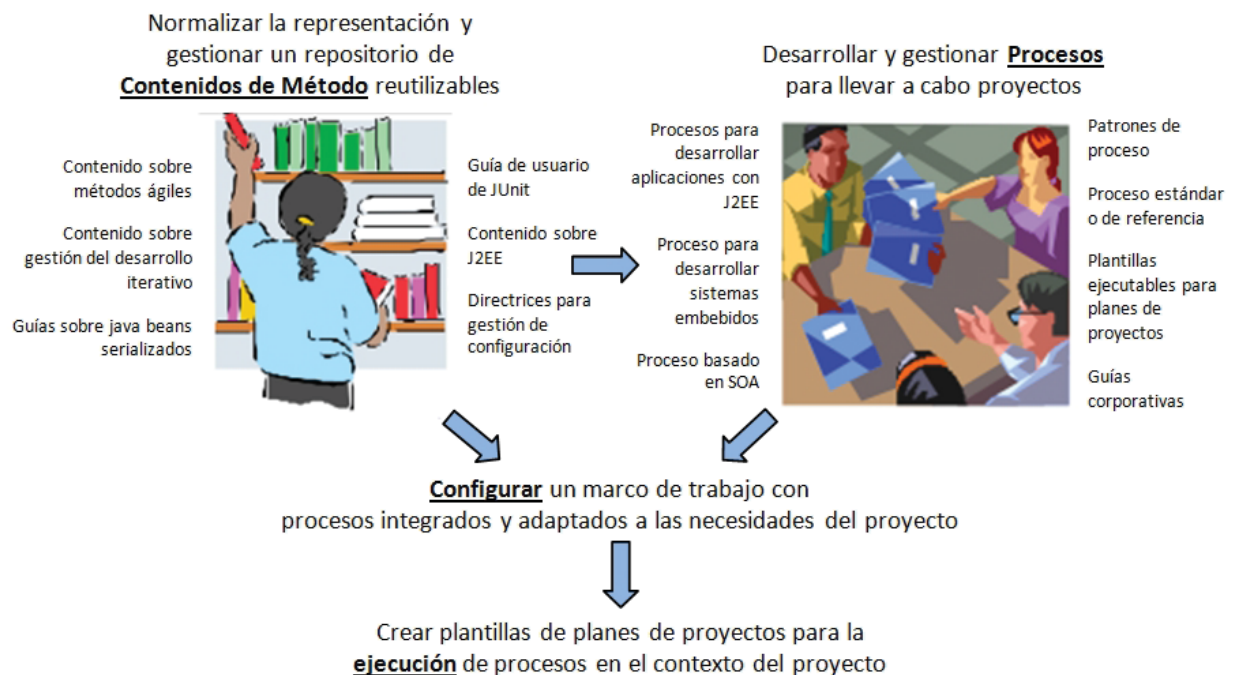 Normalizar la representación y
gestionar un repositorio de
Contenidos de Método reutilizables
Contenido sobre
métodos ágiles
Contenido sobre
gestión del desarrollo
iterativo
Guías sobre java beans
serializados
Guía de usuario
de JUnit
Contenido sobre
J2EE
Directrices para
gestión de
configuración
Desarrollar y gestionar Procesos
para llevar a cabo proyectos
Procesos para
desarrollar
aplicaciones con
J2EE
Proceso para
desarrollar
sistemas
embebidos
Proceso basado
en SOA
Patrones de
proceso
Proceso estándar
o de referencia
Plantillas
ejecutables para
planes de
proyectos
Guías
corporativas
Configurar un marco de trabajo con
procesos integrados y adaptados a las necesidades del proyecto
Crear plantillas de planes de proyectos para la
ejecución de procesos en el contexto del proyecto